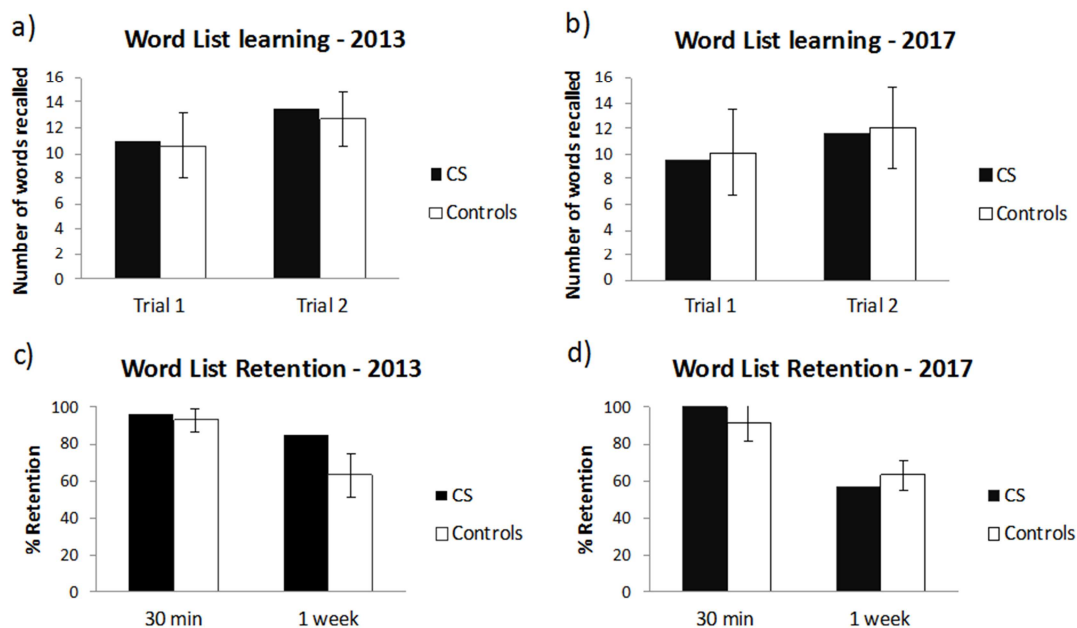 a)
Word List learning - 2013
Number of words recalled
16
14
12
10
8
6
4
2
0
Trial 1
Trial 2
CS
Controls
b)
Word List learning - 2017
Number of words recalled
16
14
12
10
8
6
4
2
0
Trial 1
Trial 2
CS
Controls
c)
Word List Retention - 2013
% Retention
100
80
60
40
20
0
30 min
1 week
CS
Controls
d)
Word List Retention - 2017
% Retention
100
80
60
40
20
0
30 min
1 week
CS
Controls